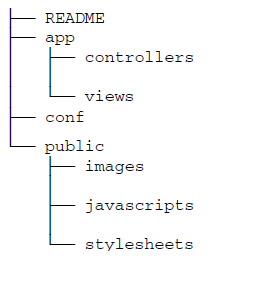 README
app
controllers
views
conf
public
images
javascripts
stylesheets